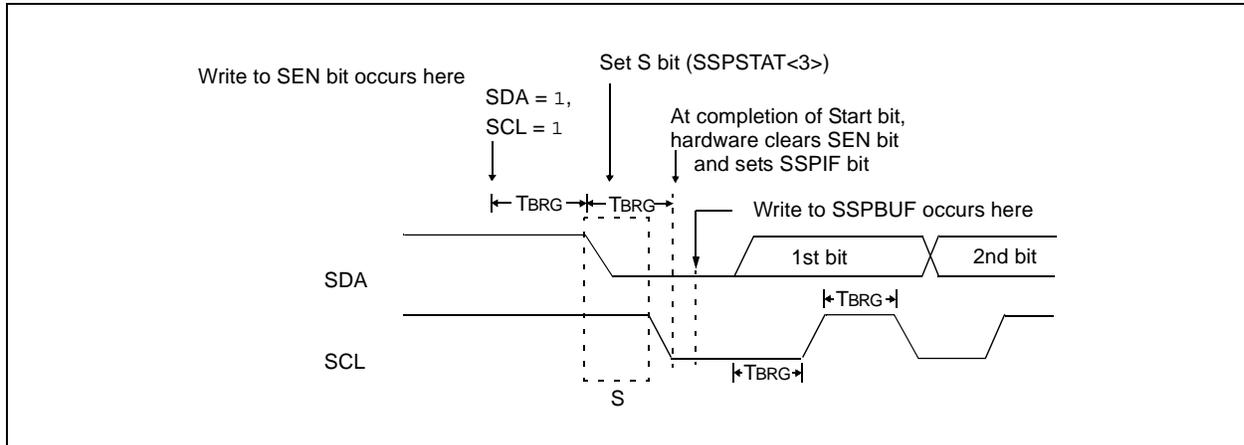 Set S bit (SSPSTAT<3>)
Write to SEN bit occurs here
SDA = 1,
SCL = 1
At completion of Start bit,
hardware clears SEN bit
and sets SSPIF bit
TBRG
TBRG
Write to SSPBUF occurs here
1st bit
2nd bit
SDA
TBRG
SCL
TBRG
S